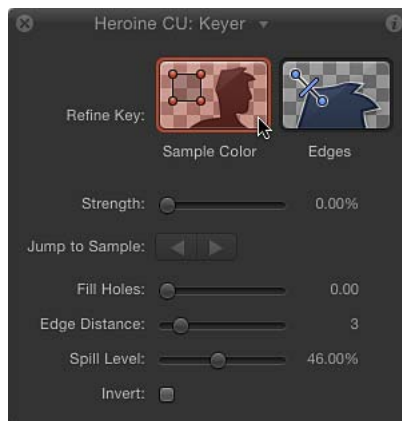 Heroine CU: Keyer
Refine Key:
Sample Color
Edges
Strength: 0.00%
Jump to Sample:
Fill Holes: 0.00
Edge Distance: 3
Spill Level: 46.00%
Invert: